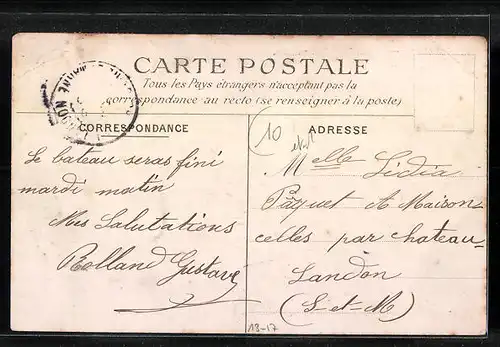 CARTE POSTALE
Tous les Pays étrangers n'acceptant pas la
correspondance au recto (se renseigner à la poste)
CORRESPONDANCE
Le bateau seras fini
mardi matin
Mes Salutations
Rolland Gustave
ADRESSE
10
Melle Lidia
Paquet A Maison-
celles par chateau-
Landon
(S-et-M)
13-17